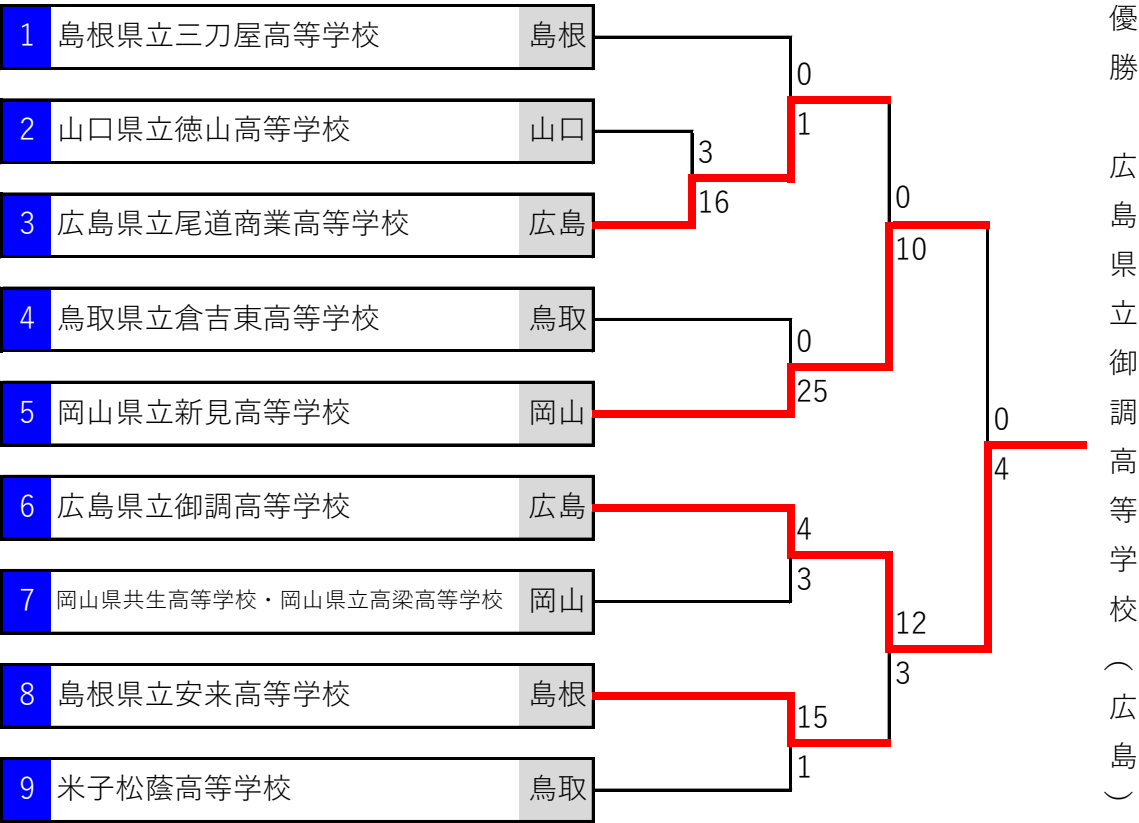 1 島根県立三刀屋高等学校 島根
2 山口県立徳山高等学校 山口
3 広島県立尾道商業高等学校 広島
4 鳥取県立倉吉東高等学校 鳥取
5 岡山県立新見高等学校 岡山
6 広島県立御調高等学校 広島
7 岡山県共生高等学校・岡山県立高梁高等学校 岡山
8 島根県立安来高等学校 島根
9 米子松蔭高等学校 鳥取
3
16
0
1
0
25
4
3
15
1
0
10
12
3
0
4
優勝 広島県立御調高等学校(広島)